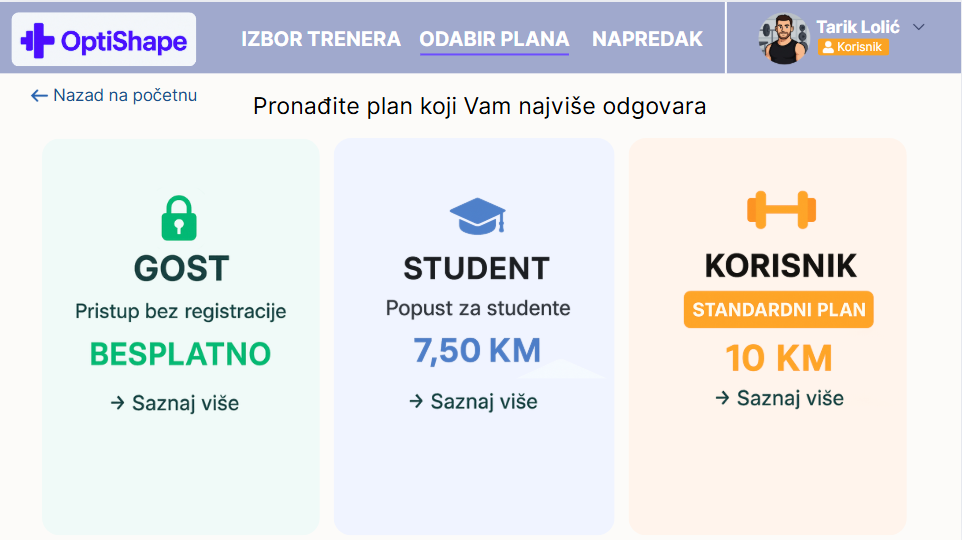 OptiShape
IZBOR TRENERA ODABIR PLANA NAPREDAK
Tarik Lolić
Korisnik
← Nazad na početnu
Pronađite plan koji Vam najviše odgovara
GOST
Pristup bez registracije
BESPLATNO
→ Saznaj više
STUDENT
Popust za studente
7,50 KM
→ Saznaj više
KORISNIK
STANDARDNI PLAN
10 KM
→ Saznaj više